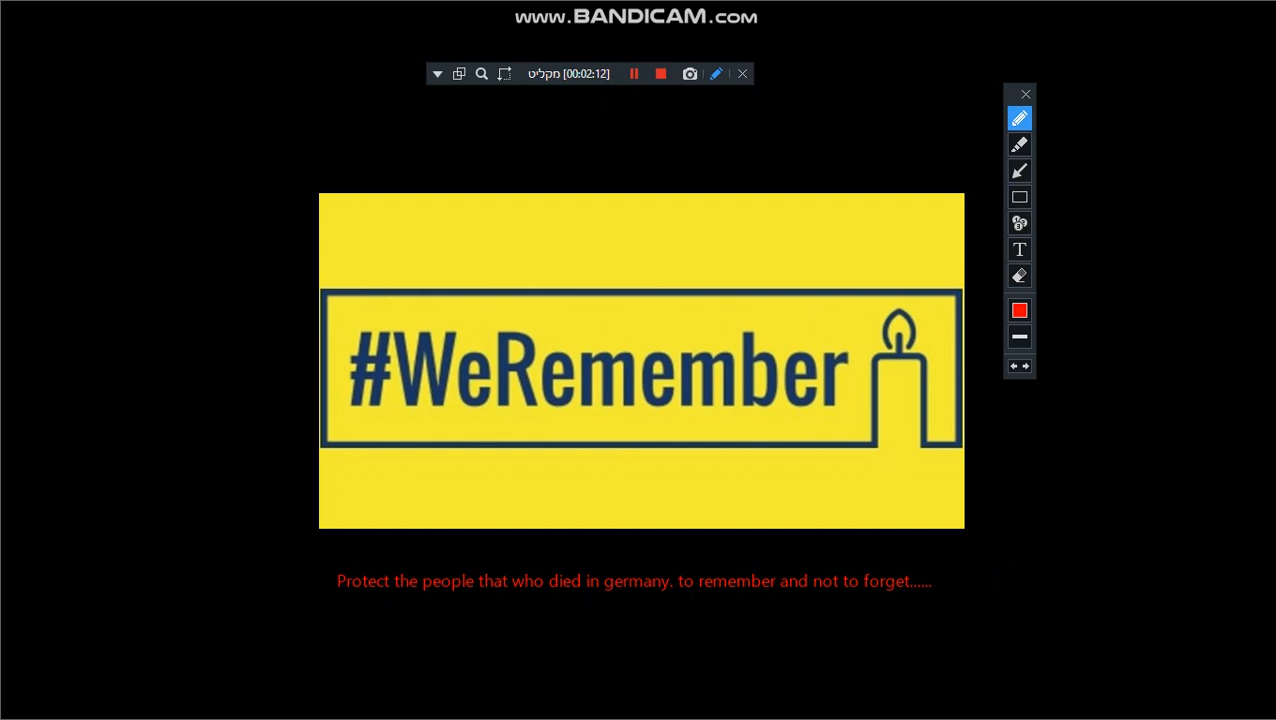 www.BANDICAM.com
מקליט [00:02:12]
T
#WeRemember
Protect the people that who died in germany. to remember and not to forget......